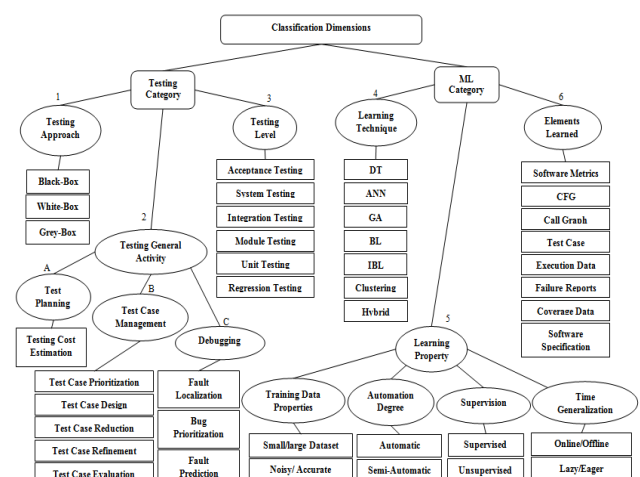 Classification Dimensions
Testing
Category
ML
Category
1
Testing
Approach
3
Testing
Level
4
Learning
Technique
6
Elements
Learned
Black-Box
White-Box
Grey-Box
Acceptance Testing
System Testing
Integration Testing
Module Testing
Unit Testing
Regression Testing
DT
ANN
GA
BL
IBL
Clustering
Hybrid
Software Metrics
CFG
Call Graph
Test Case
Execution Data
Failure Reports
Coverage Data
Software
Specification
2
Testing General
Activity
A
Test
Planning
Testing Cost
Estimation
B
Test Case
Management
C
Debugging
5
Learning
Property
Test Case Prioritization
Test Case Design
Test Case Reduction
Test Case Refinement
Test Case Evaluation
Fault
Localization
Bug
Prioritization
Fault
Prediction
Training Data
Properties
Small/large Dataset
Noisy/ Accurate
Automation
Degree
Automatic
Semi-Automatic
Supervision
Supervised
Unsupervised
Time
Generalization
Online/Offline
Lazy/Eager